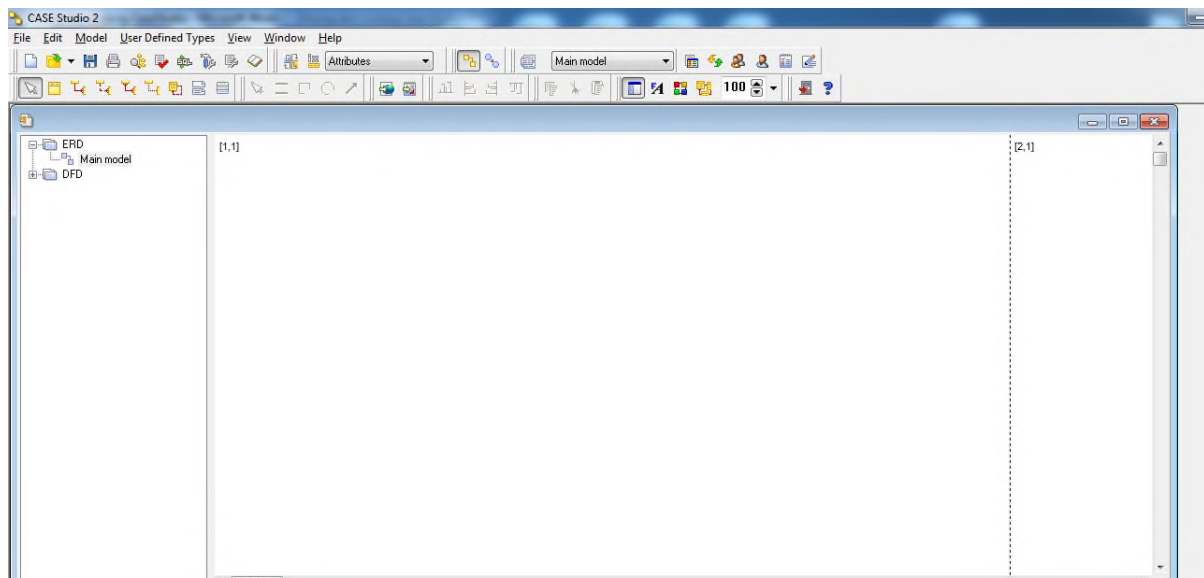 CASE Studio 2
File Edit Model User Defined Types View Window Help
Attributes Main model
100
ERD [1,1] [2,1]
Main model
DFD